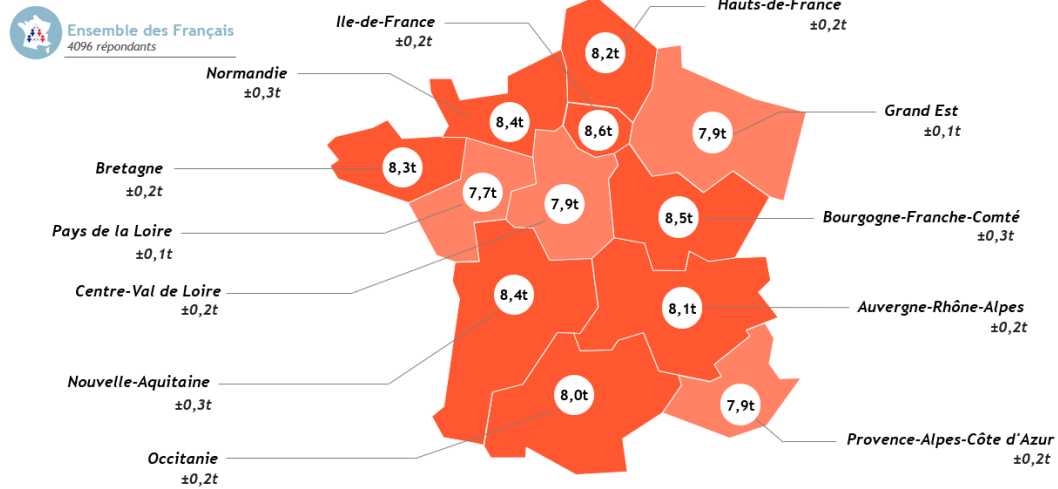 Hauts-de-France
±0,2t
Ile-de-France
±0,2t
Ensemble des Français
4096 répondants
8,2t
Normandie
±0,3t
8,4t
8,6t
7,9t
Grand Est
±0,1t
Bretagne
±0,2t
8,3t
7,7t
7,9t
8,5t
Bourgogne-Franche-Comté
±0,3t
Pays de la Loire
±0,1t
Centre-Val de Loire
±0,2t
8,4t
8,1t
Auvergne-Rhône-Alpes
±0,2t
Nouvelle-Aquitaine
±0,3t
8,0t
7,9t
Provence-Alpes-Côte d'Azur
±0,2t
Occitanie
±0,2t